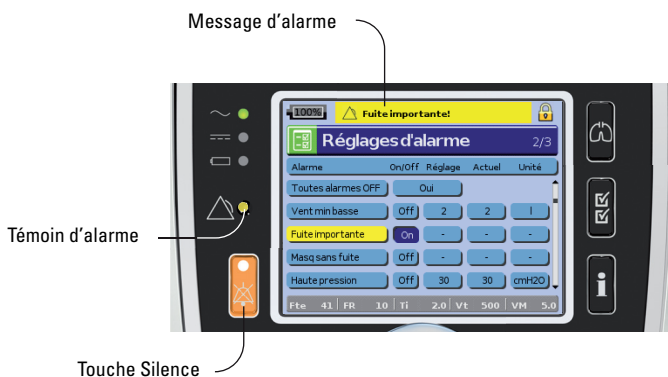 Message d'alarme
100% Fuite importante!
Réglages d'alarme 2/3
Alarme On/Off Réglage Actuel Unité
Toutes alarmes OFF Oui
Vent min basse Off 2 2 l
Témoin d'alarme
Fuite importante On - - -
Masq sans fuite Off - - -
Haute pression Off 30 30 cmH2O
Fte 41 FR 10 Ti 2.0 Vt 500 VM 5.0
Touche Silence